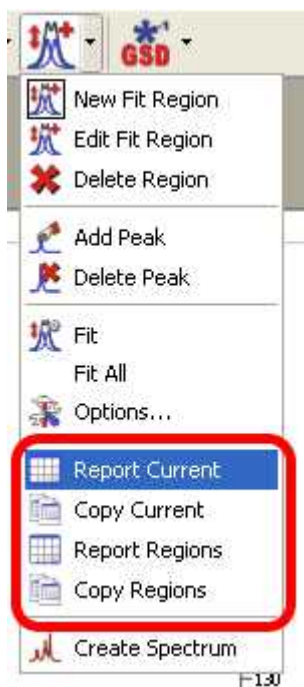 GSD
New Fit Region
Edit Fit Region
Delete Region
Add Peak
Delete Peak
Fit
Fit All
Options...
Report Current
Copy Current
Report Regions
Copy Regions
Create Spectrum
130